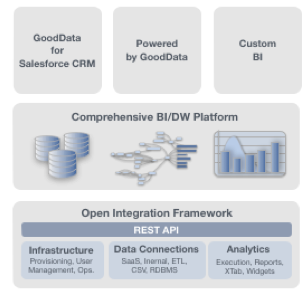 GoodData
for
Salesforce CRM
Powered
by GoodData
Custom
BI
Comprehensive BI/DW Platform
Open Integration Framework
REST API
Infrastructure
Provisioning, User
Management, Ops.
Data Connections
SaaS, Inernal, ETL,
CSV, RDBMS
Analytics
Execution, Reports,
XTab, Widgets